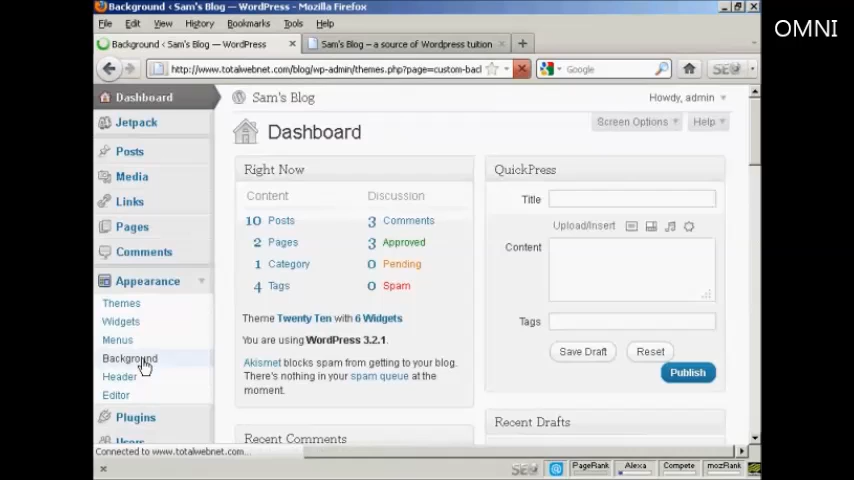 Background ‹ Sam's Blog — WordPress - Mozilla Firefox
OMNI
File Edit View History Bookmarks Tools Help
Background ‹ Sam's Blog — WordPress × Sam's Blog – a source of Wordpress tuition × +
http://www.totalwebnet.com/blog/wp-admin/themes.php?page=custom-bacl Google SEO
Dashboard
Sam's Blog
Howdy, admin
Screen Options Help
Jetpack
Posts
Media
Links
Pages
Comments
Appearance
Themes
Widgets
Menus
Background
Header
Editor
Plugins
Users
Dashboard
Right Now
Content Discussion
10 Posts 3 Comments
2 Pages 3 Approved
1 Category 0 Pending
4 Tags 0 Spam
Theme Twenty Ten with 6 Widgets
You are using WordPress 3.2.1.
Akismet blocks spam from getting to your blog.
There's nothing in your spam queue at the
moment.
Recent Comments
QuickPress
Title
Upload/Insert
Content
Tags
Save Draft Reset
Publish
Recent Drafts
Connected to www.totalwebnet.com...
× SEO PageRank Alexa Compete mozRank